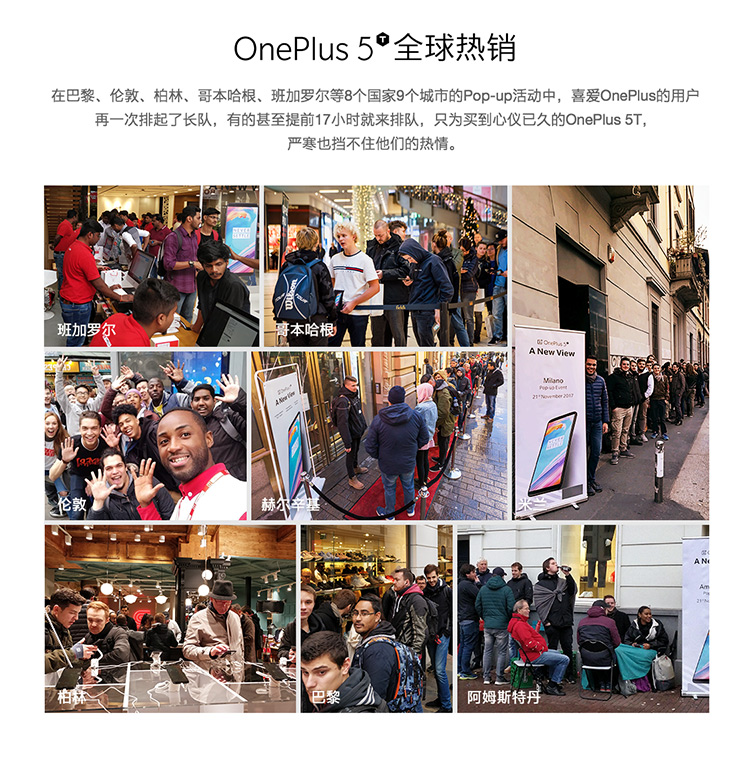 OnePlus 5T 全球热销
在巴黎、伦敦、柏林、哥本哈根、班加罗尔等8个国家9个城市的Pop-up活动中，喜爱OnePlus的用户
再一次排起了长队，有的甚至提前17小时就来排队，只为买到心仪已久的OnePlus 5T，
严寒也挡不住他们的热情。
班加罗尔
哥本哈根
OnePlus 5T
A New View
Milano
Pop-up Event
21st November 2017
米兰
伦敦
A New
View
赫尔辛基
柏林
巴黎
阿姆斯特丹
A Ne
Am